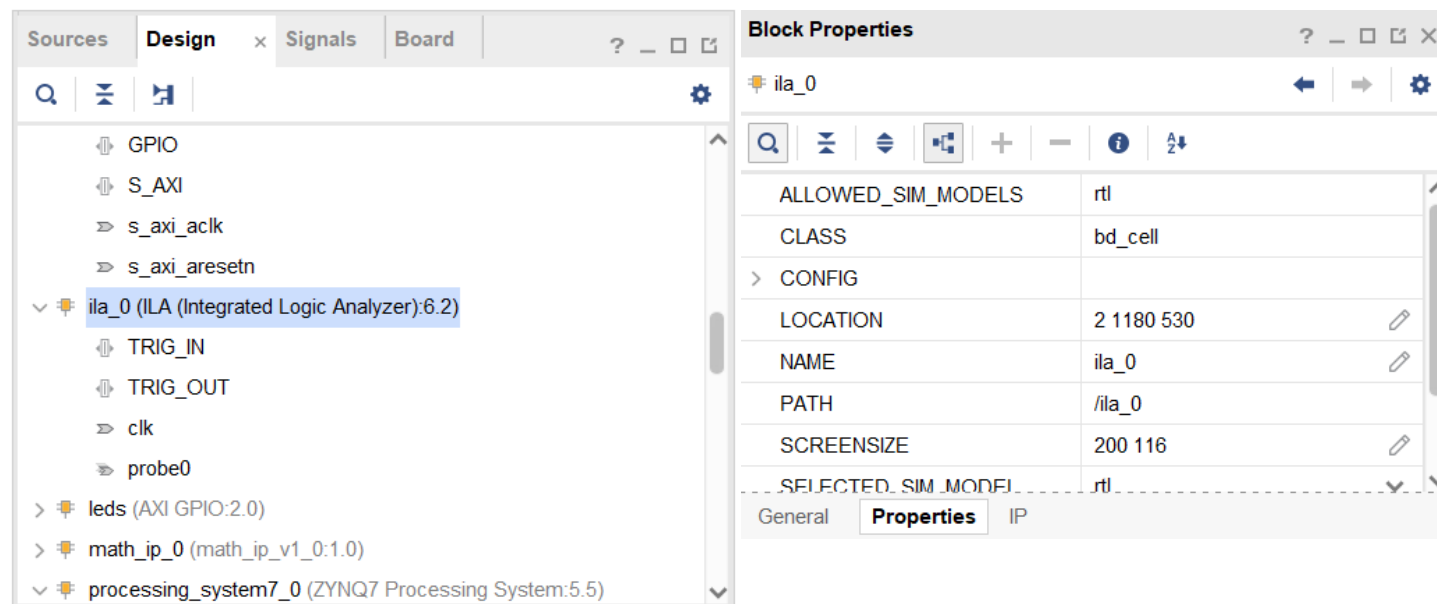 Sources Design × Signals Board ?
GPIO
S_AXI
s_axi_aclk
s_axi_aresetn
ila_0 (ILA (Integrated Logic Analyzer):6.2)
TRIG_IN
TRIG_OUT
clk
probe0
leds (AXI GPIO:2.0)
math_ip_0 (math_ip_v1_0:1.0)
processing_system7_0 (ZYNQ7 Processing System:5.5)
Block Properties ?
ila_0
ALLOWED_SIM_MODELS rtl
CLASS bd_cell
CONFIG
LOCATION 2 1180 530
NAME ila_0
PATH /ila_0
SCREENSIZE 200 116
SELECTED_SIM_MODEL rtl
General Properties IP